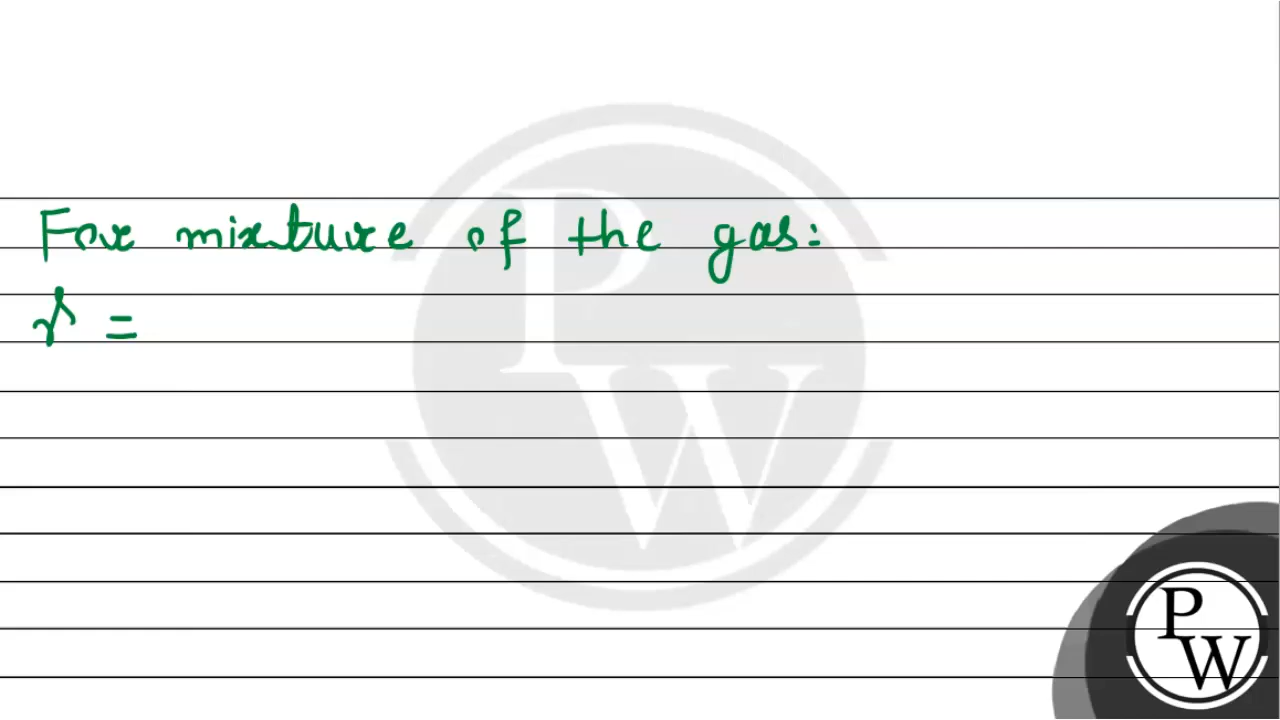 For mixture of the gas:
γ =
P
W
P
W